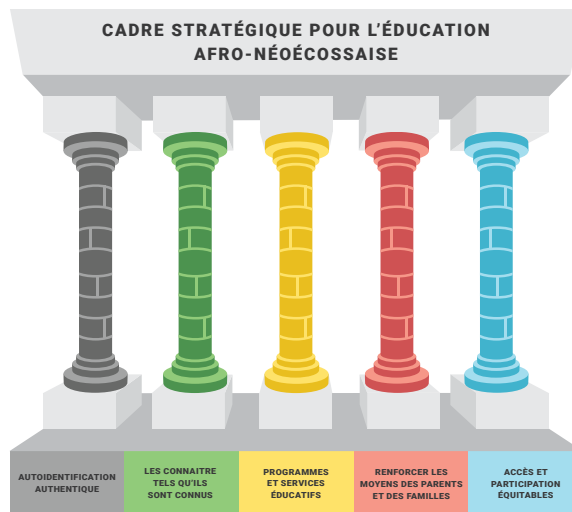 CADRE STRATÉGIQUE POUR L'ÉDUCATION
AFRO-NÉOÉCOSSAISE
AUTOIDENTIFICATION
AUTHENTIQUE
LES CONNAITRE
TELS QU'ILS
SONT CONNUS
PROGRAMMES
ET SERVICES
ÉDUCATIFS
RENFORCER LES
MOYENS DES PARENTS
ET DES FAMILLES
ACCÈS ET
PARTICIPATION
ÉQUITABLES